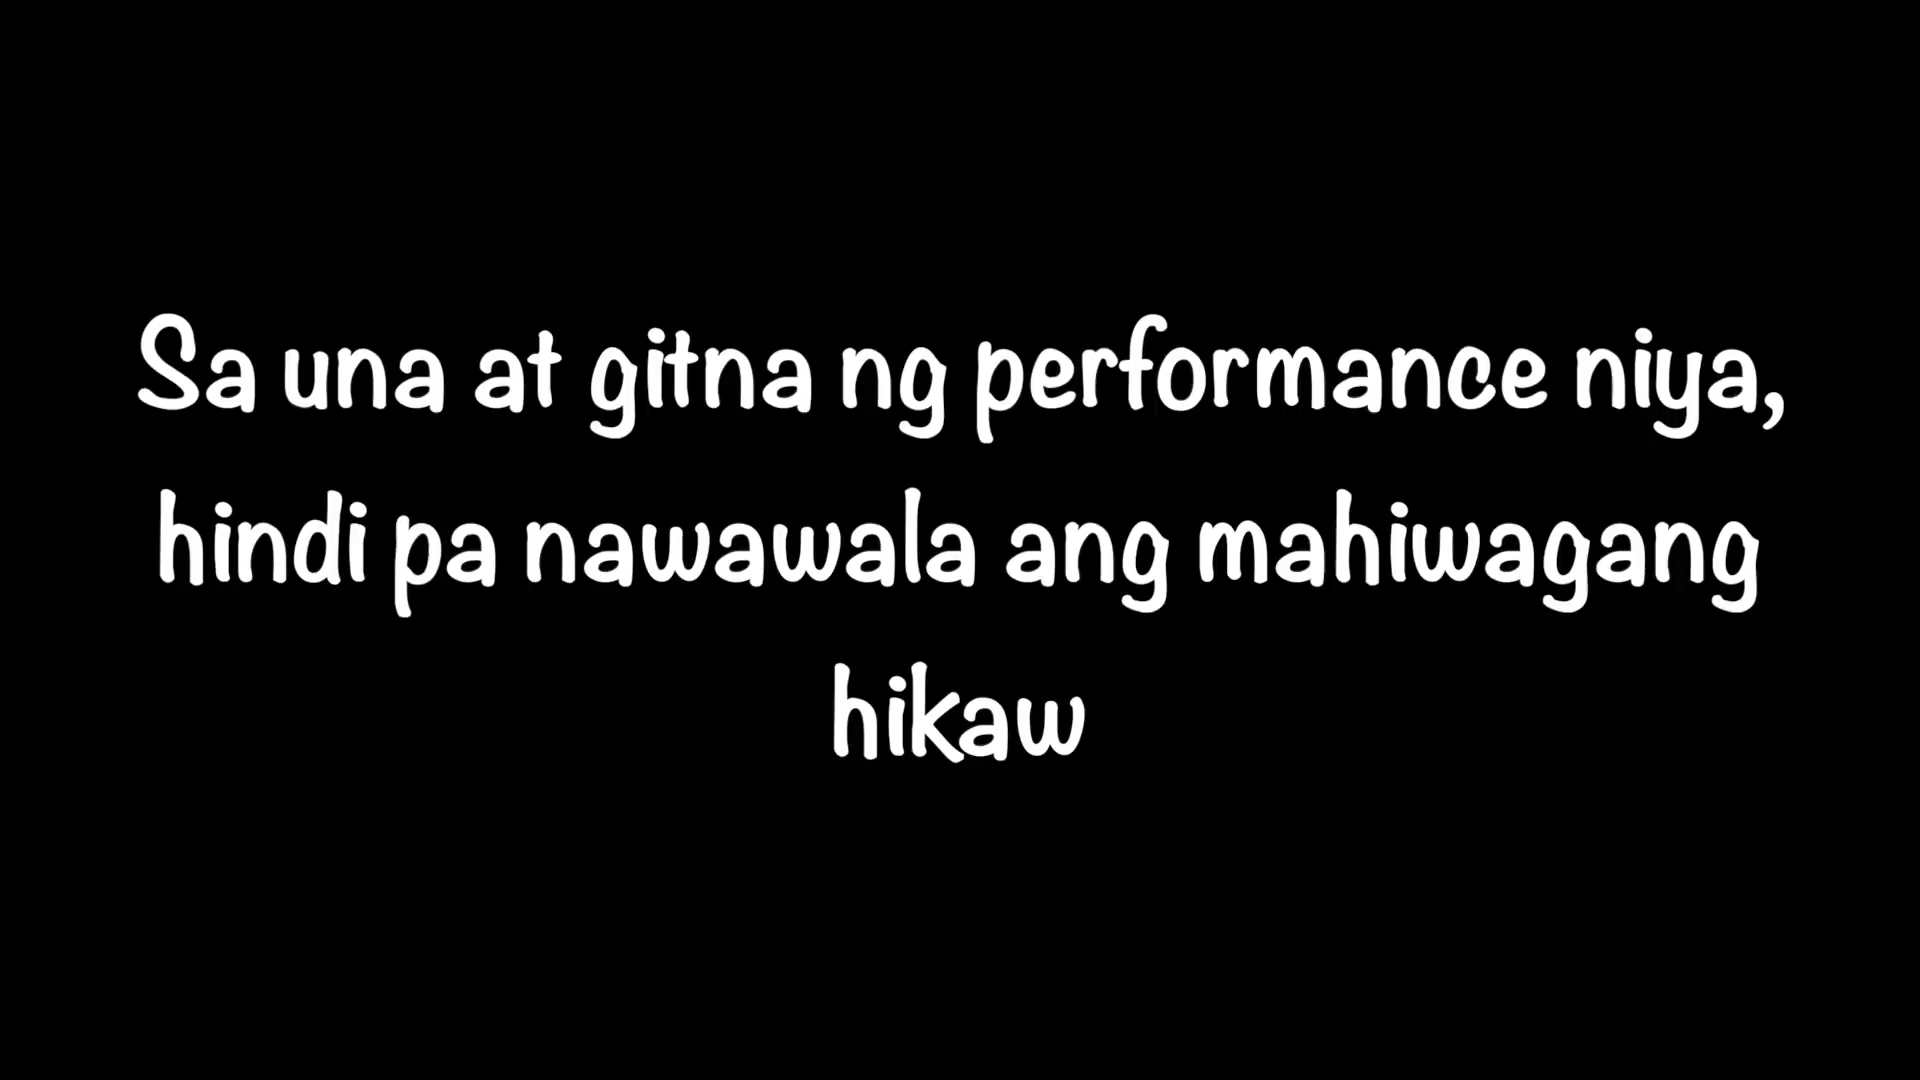 Sa una at gitna ng performance niya,
hindi pa nawawala ang mahiwagang
hikaw